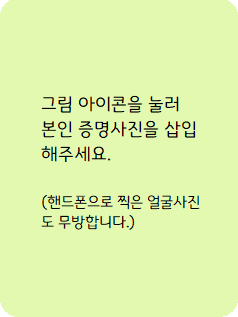 그림 아이콘을 눌러
본인 증명사진을 삽입
해주세요.
(핸드폰으로 찍은 얼굴사진
도 무방합니다.)